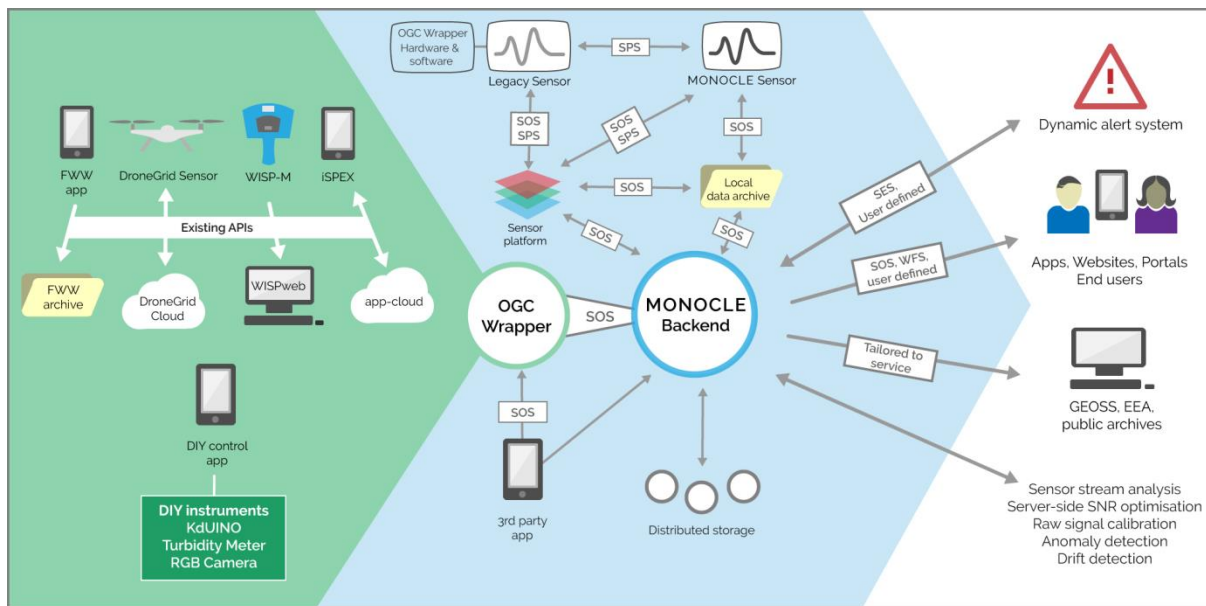 FWW
app
DroneGrid Sensor
WISP-M
iSPEX
Existing APIs
FWW
archive
DroneGrid
Cloud
WISPweb
app-cloud
DIY control
app
DIY instruments
KdUINO
Turbidity Meter
RGB Camera
OGC Wrapper
Hardware &
software
Legacy Sensor
SPS
MONOCLE Sensor
SOS
SPS
SOS
SPS
SOS
Sensor
platform
SOS
Local
data archive
SOS
SOS
OGC
Wrapper
SOS
MONOCLE
Backend
SOS
3rd party
app
Distributed storage
SES,
User defined
SOS, WFS,
user defined
Tailored to
service
Dynamic alert system
Apps, Websites, Portals
End users
GEOSS, EEA,
public archives
Sensor stream analysis
Server-side SNR optimisation
Raw signal calibration
Anomaly detection
Drift detection